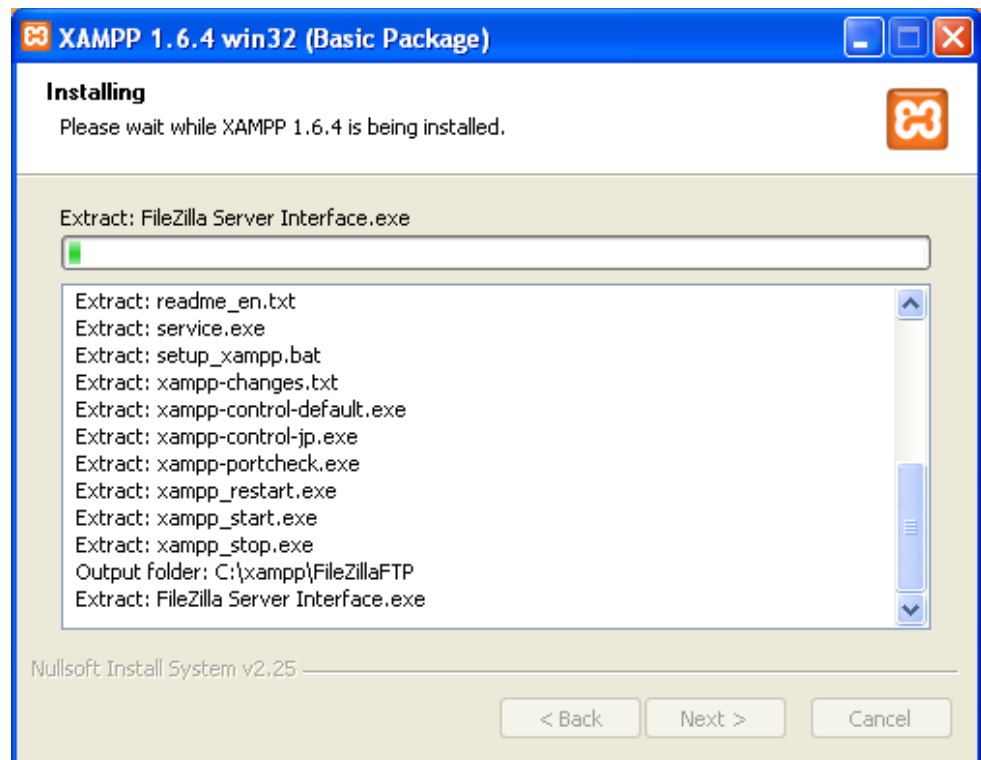 XAMPP 1.6.4 win32 (Basic Package)
Installing
Please wait while XAMPP 1.6.4 is being installed.
Extract: FileZilla Server Interface.exe
Extract: readme_en.txt
Extract: service.exe
Extract: setup_xampp.bat
Extract: xampp-changes.txt
Extract: xampp-control-default.exe
Extract: xampp-control-jp.exe
Extract: xampp-portcheck.exe
Extract: xampp_restart.exe
Extract: xampp_start.exe
Extract: xampp_stop.exe
Output folder: C:\xampp\FileZillaFTP
Extract: FileZilla Server Interface.exe
Nullsoft Install System v2.25
< Back Next > Cancel